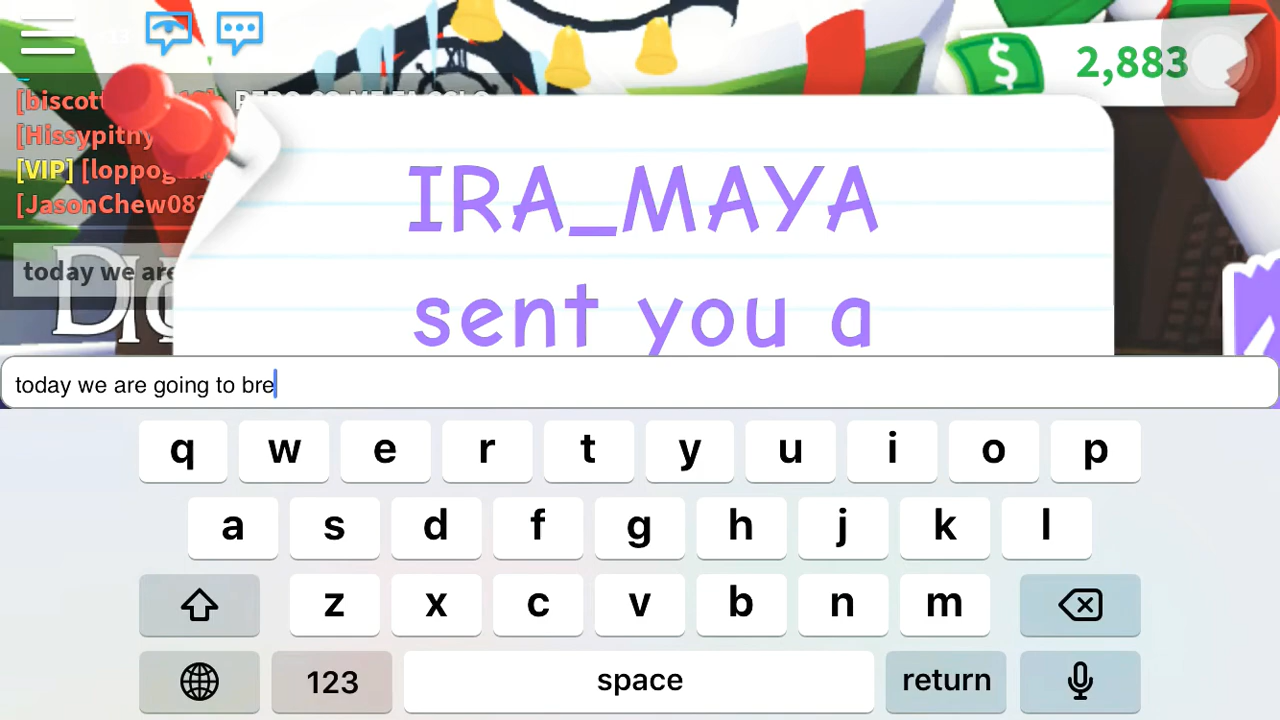 2,883
[biscott
[Hissypitny
[VIP] [loppog
[JasonChew08
today we are
IRA_MAYA
sent you a
today we are going to bre
q w e r t y u i o p
a s d f g h j k l
z x c v b n m
123 space return